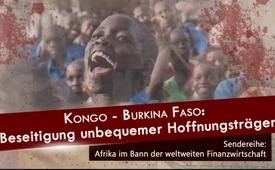 Kongo - Burkina Faso:
Beseitigung unbequemer Hoffnungsträger
Sendereihe:
Afrika im Bann der weltweiten Finanzwirtschaft